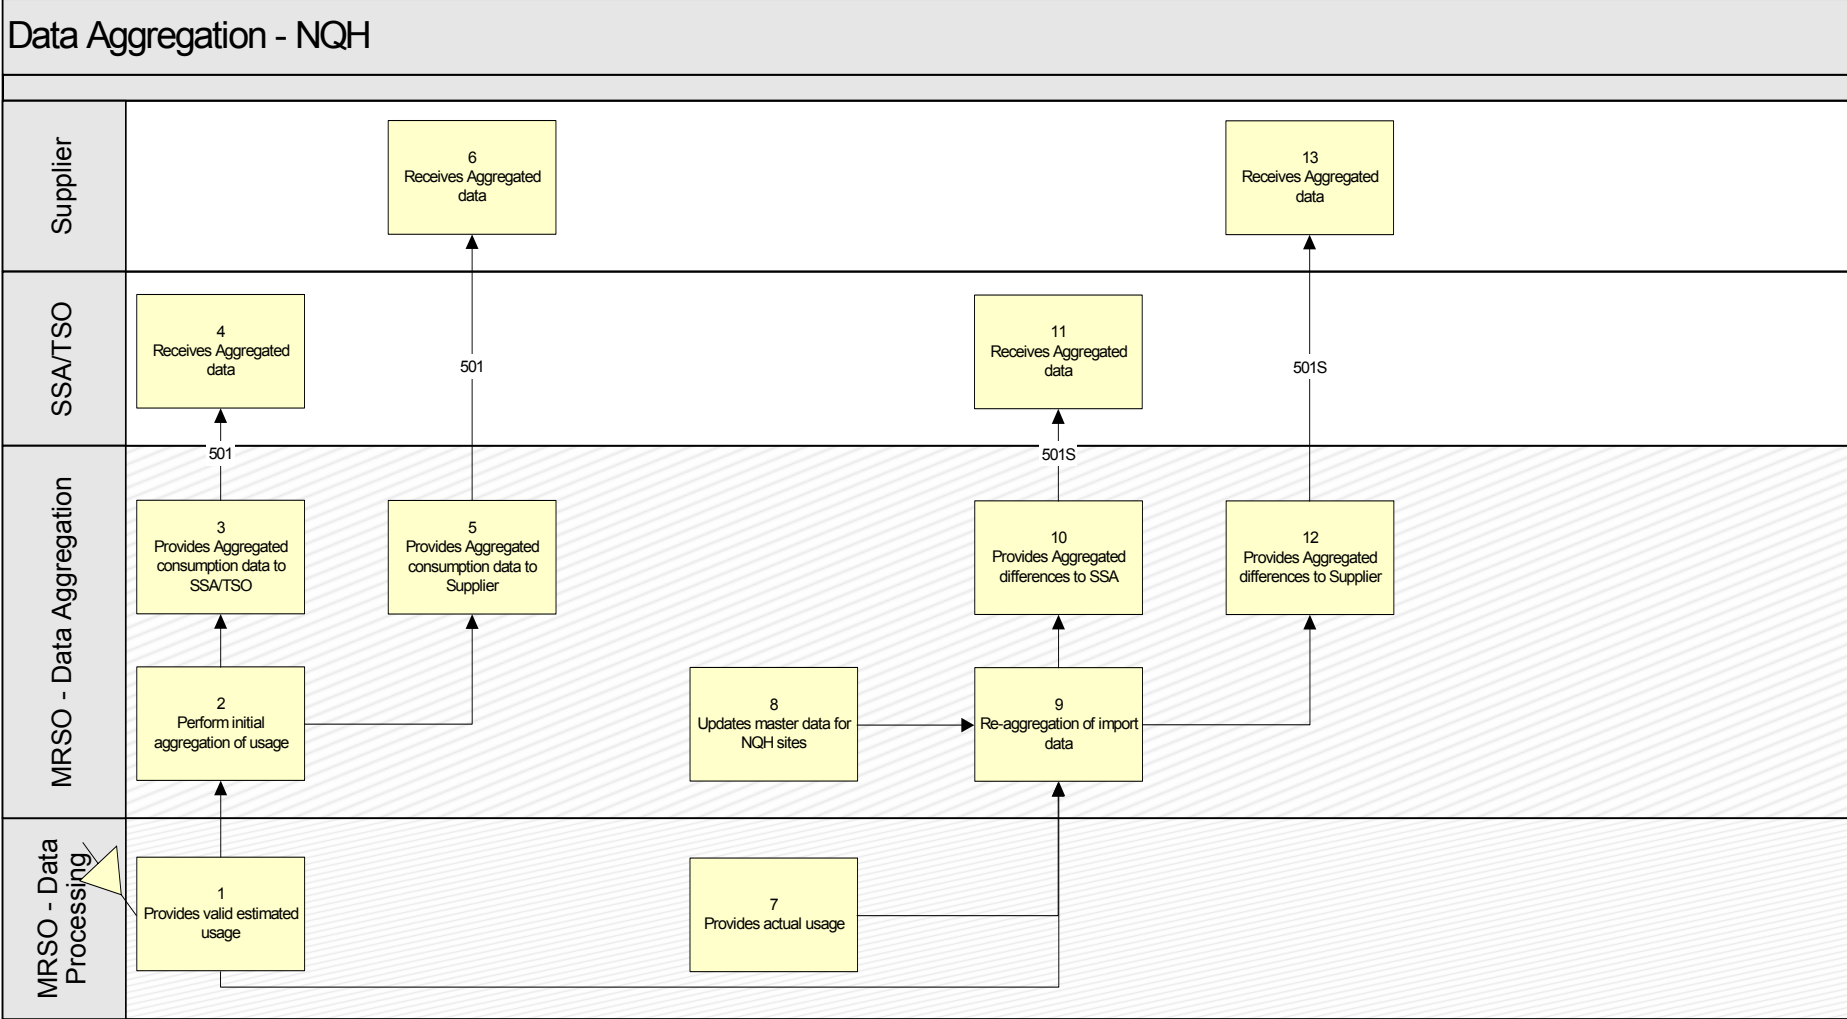 Data Aggregation - NQH
Supplier
6
Receives Aggregated
data
13
Receives Aggregated
data
SSA/TSO
4
Receives Aggregated
data
501
11
Receives Aggregated
data
501S
501
501S
MRSO - Data Aggregation
3
Provides Aggregated
consumption data to
SSA/TSO
5
Provides Aggregated
consumption data to
Supplier
10
Provides Aggregated
differences to SSA
12
Provides Aggregated
differences to Supplier
2
Perform initial
aggregation of usage
8
Updates master data for
NQH sites
9
Re-aggregation of import
data
MRSO - Data
Processing
1
Provides valid estimated
usage
7
Provides actual usage